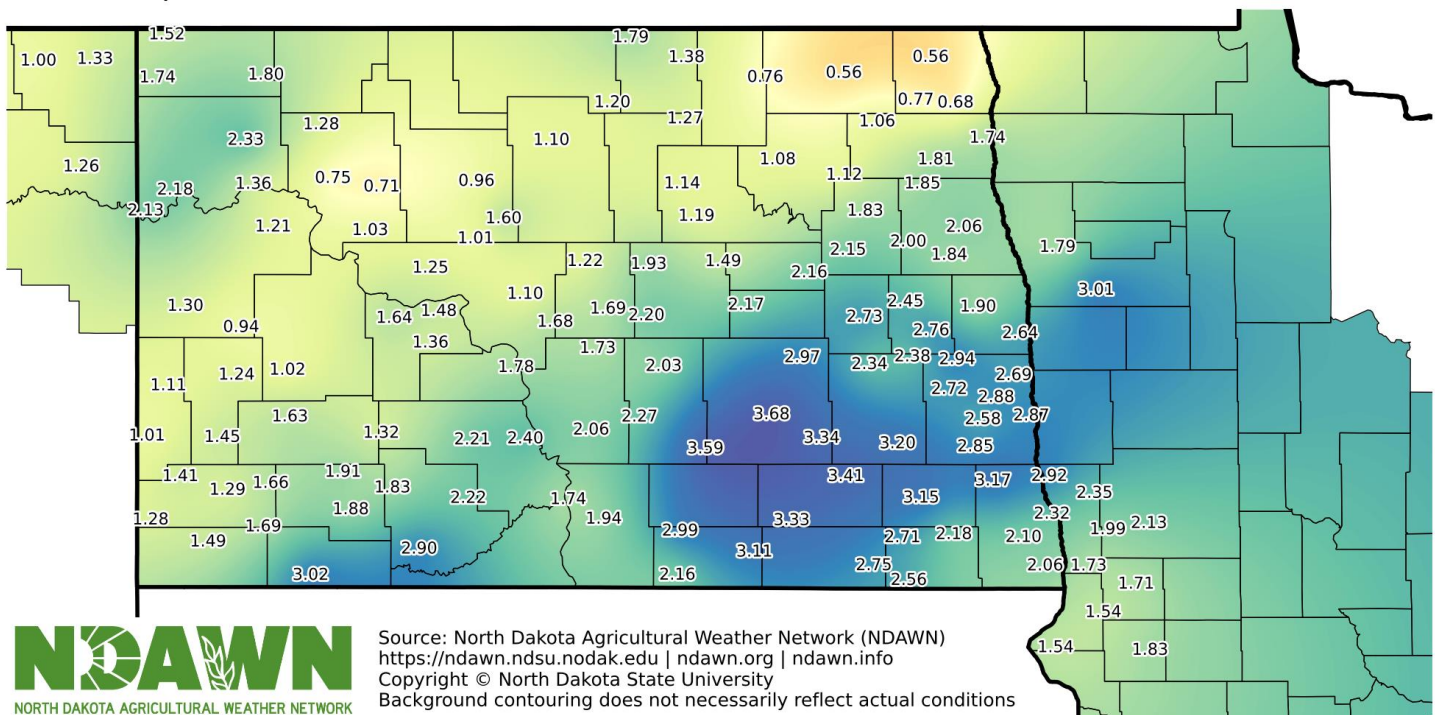 1.52
1.79
1.00 1.33 1.38 0.56
1.74 1.80 0.76 0.56
1.20 0.77 0.68
1.28 1.27 1.06
2.33 1.10 1.74
1.26 1.08 1.81
0.75 0.71 0.96 1.14 1.12 1.85
2.18 1.36
2.13 1.60 1.19 1.83
1.21 1.03 1.01 2.15 2.00 2.06
1.25 1.22 1.93 1.49 2.16 1.84 1.79
1.10 3.01
1.30 1.64 1.48 1.69 2.20 2.17 2.73 2.45 1.90
0.94 1.36 1.68 2.76 2.64
1.73 2.97 2.34 2.38 2.94
1.11 1.24 1.02 1.78 2.03 2.69
2.72 2.88
1.63 2.27 3.68 2.58 2.87
1.01 1.45 1.32 2.21 2.40 2.06 3.59 3.34 3.20 2.85
1.41 1.29 1.66 1.91 1.83 3.41 3.17 2.92
1.28 1.88 2.22 1.74 1.94 3.15 2.35
1.69 2.99 3.33 2.32 1.99 2.13
1.49 2.90 3.11 2.71 2.18 2.10
3.02 2.16 2.75 2.56 2.06 1.73
1.71
1.54
1.54 1.83
NDAWN
NORTH DAKOTA AGRICULTURAL WEATHER NETWORK
Source: North Dakota Agricultural Weather Network (NDAWN)
https://ndawn.ndsu.nodak.edu | ndawn.org | ndawn.info
Copyright © North Dakota State University
Background contouring does not necessarily reflect actual conditions